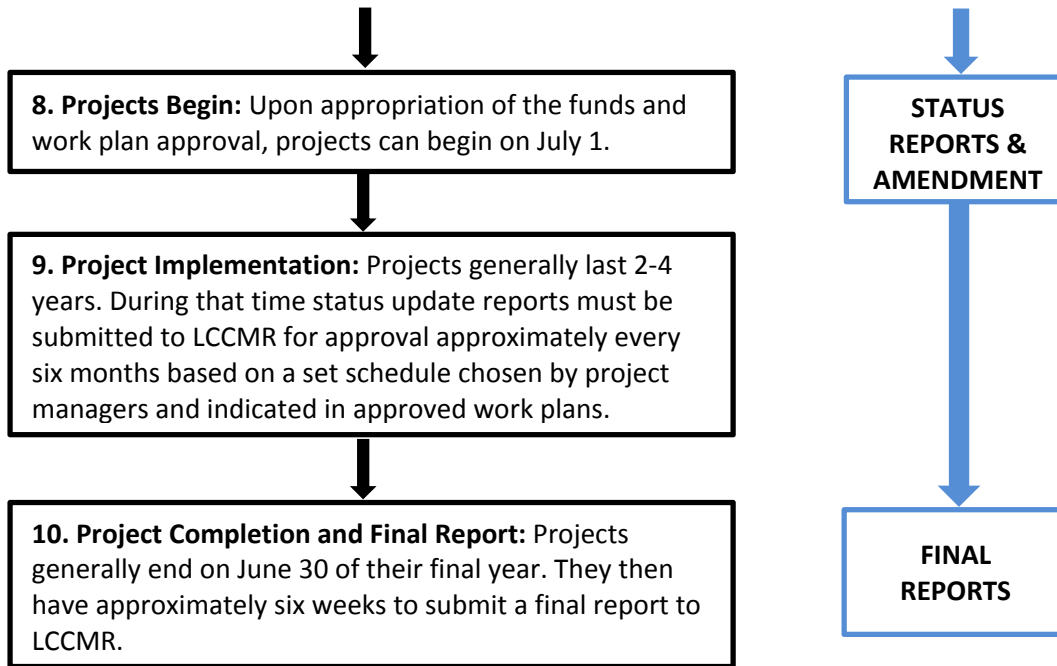 8. Projects Begin: Upon appropriation of the funds and
work plan approval, projects can begin on July 1.
STATUS
REPORTS &
AMENDMENT
9. Project Implementation: Projects generally last 2-4
years. During that time status update reports must be
submitted to LCCMR for approval approximately every
six months based on a set schedule chosen by project
managers and indicated in approved work plans.
10. Project Completion and Final Report: Projects
generally end on June 30 of their final year. They then
have approximately six weeks to submit a final report to
LCCMR.
FINAL
REPORTS